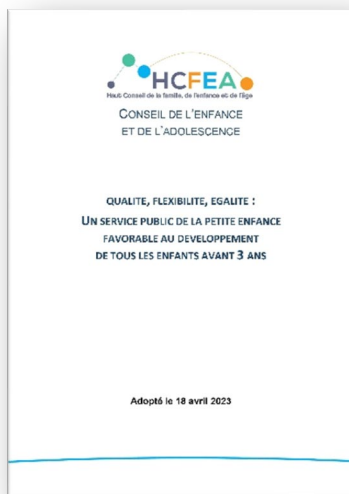 HCFEA
Haut Conseil de la famille, de l'enfance et de l'âge
CONSEIL DE L'ENFANCE
ET DE L'ADOLESCENCE
QUALITE, FLEXIBILITE, EGALITE :
UN SERVICE PUBLIC DE LA PETITE ENFANCE
FAVORABLE AU DEVELOPPEMENT
DE TOUS LES ENFANTS AVANT 3 ANS
Adopté le 18 avril 2023